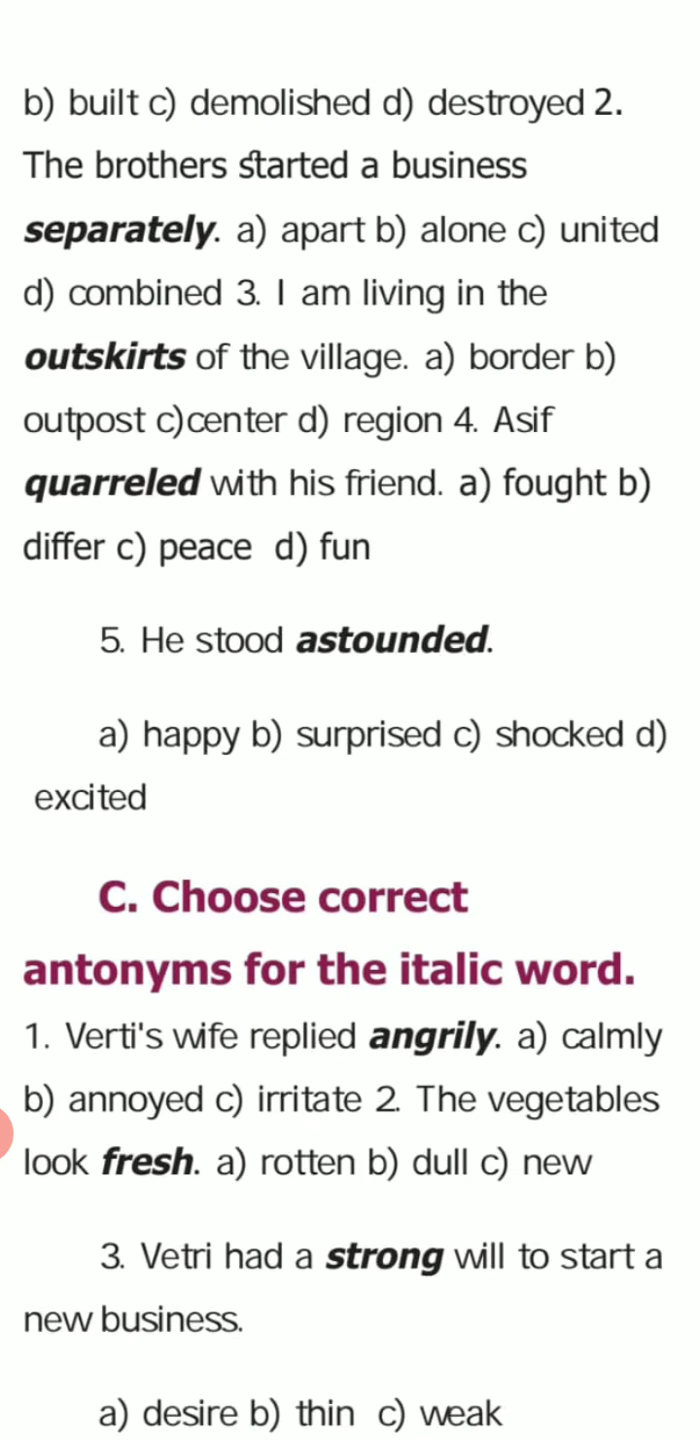 b) built c) demolished d) destroyed 2.
The brothers started a business
separately. a) apart b) alone c) united
d) combined 3. I am living in the
outskirts of the village. a) border b)
outpost c)center d) region 4. Asif
quarreled with his friend. a) fought b)
differ c) peace d) fun
5. He stood astounded.
a) happy b) surprised c) shocked d)
excited
C. Choose correct
antonyms for the italic word.
1. Verti's wife replied angrily. a) calmly
b) annoyed c) irritate 2. The vegetables
look fresh. a) rotten b) dull c) new
3. Vetri had a strong will to start a
new business.
a) desire b) thin c) weak